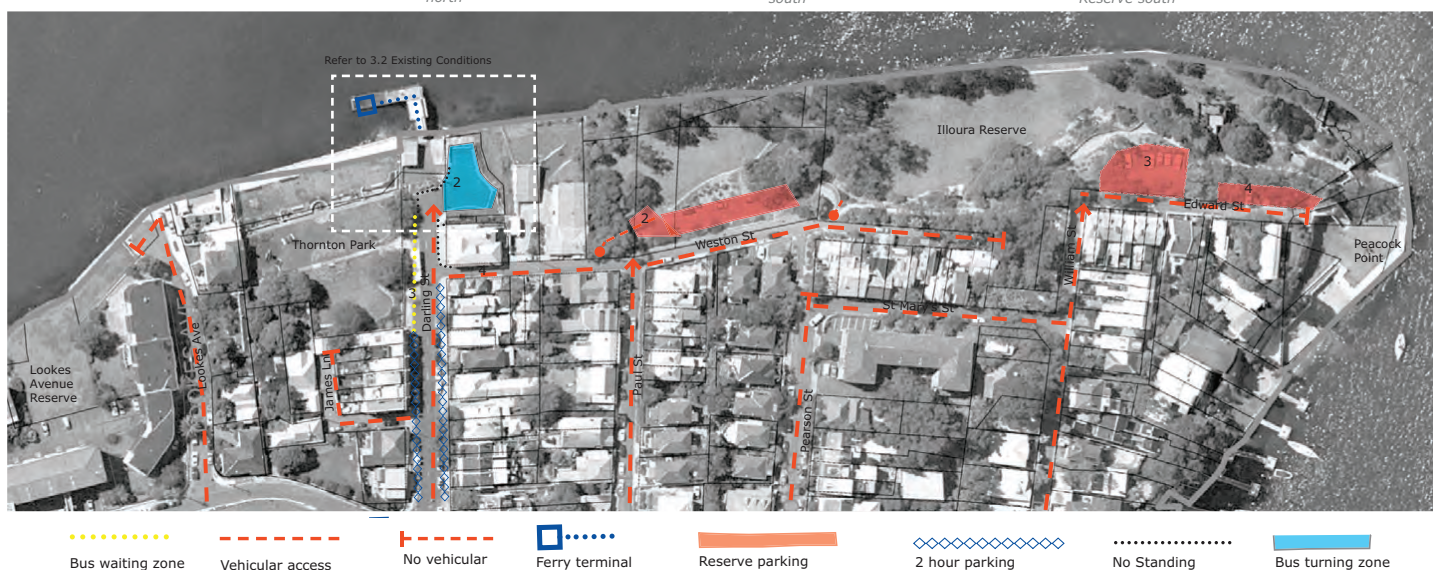 north
south
Reserve south
Refer to 3.2 Existing Conditions
Illoura Reserve
2
3
4
2
Edward St
Weston St
Thornton Park
Peacock
Point
4
3
Darling St
William St
St Mary's St
Lookes Ave
James Ln
Paul St
Pearson St
Lookes
Avenue
Reserve
Bus waiting zone
Vehicular access
No vehicular
Ferry terminal
Reserve parking
2 hour parking
No Standing
Bus turning zone